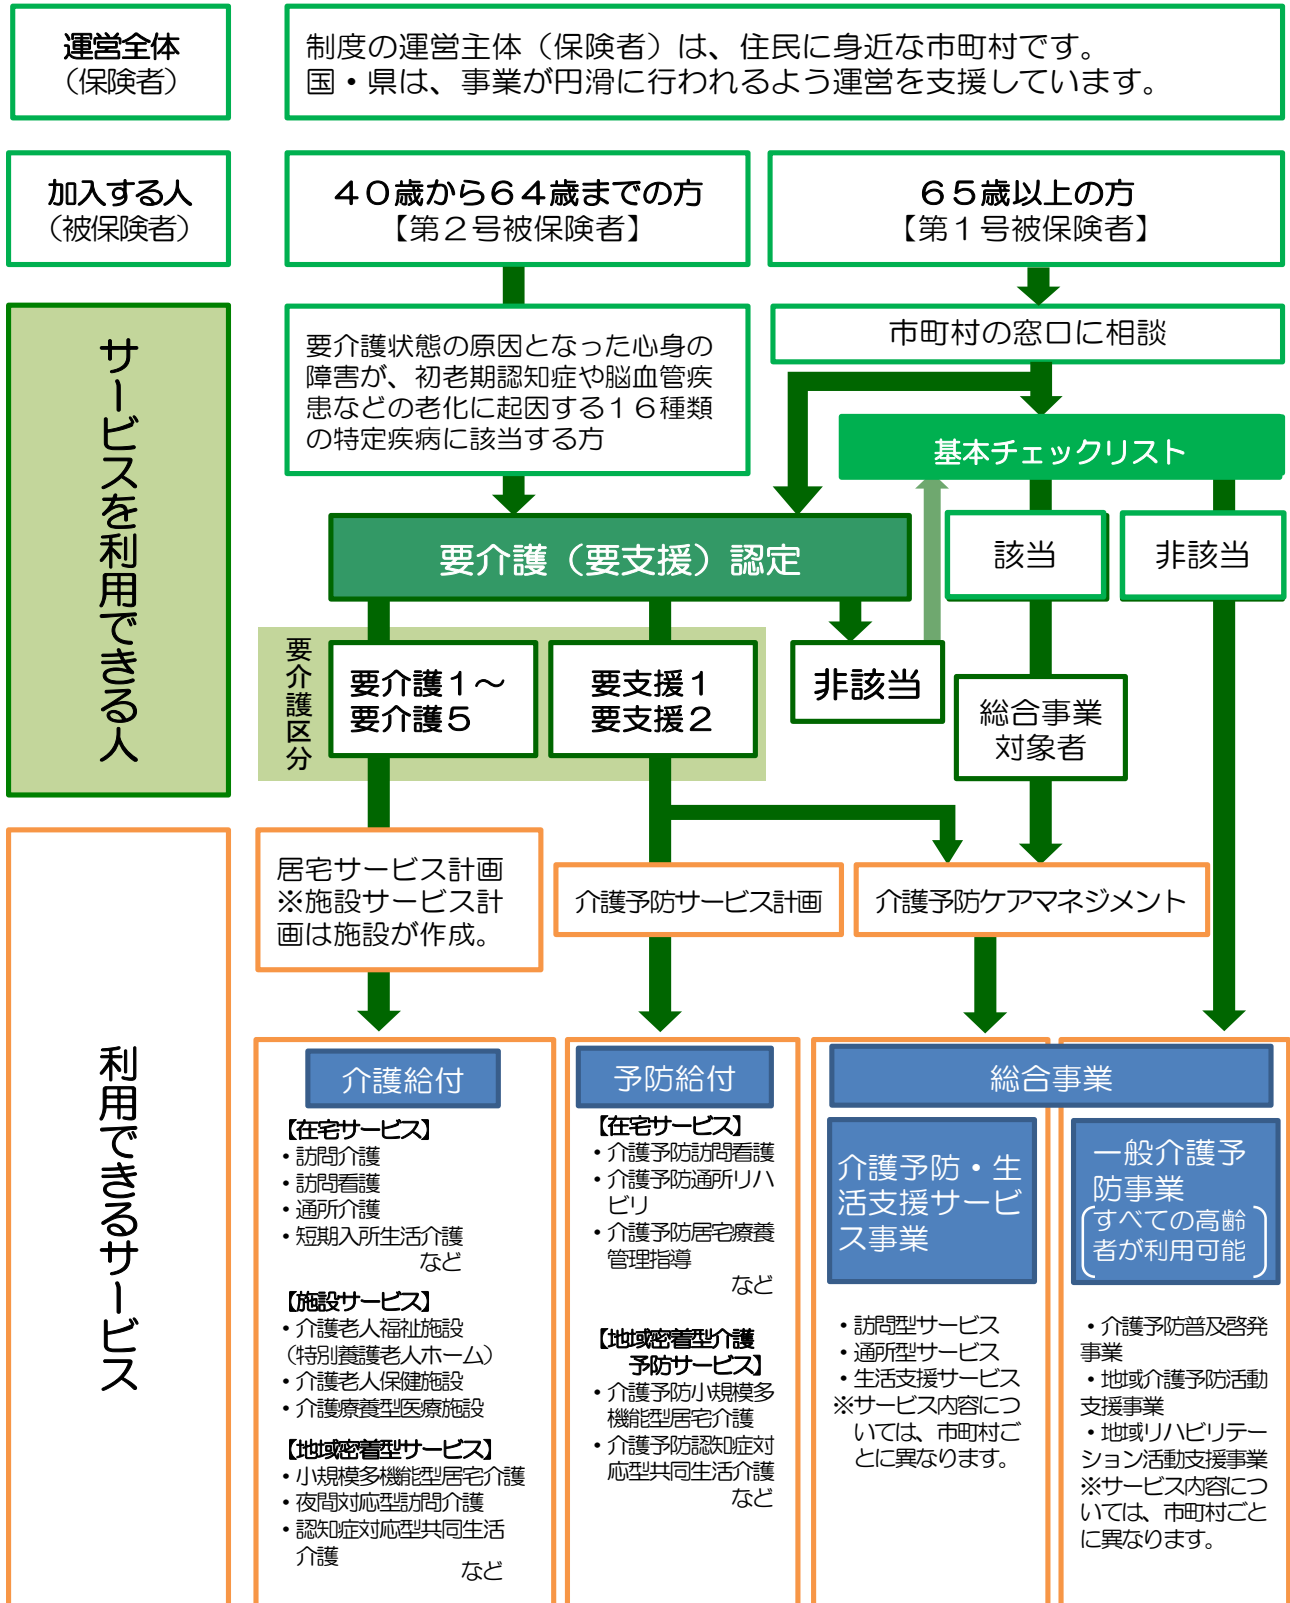 運営全体
（保険者）
制度の運営主体（保険者）は、住民に身近な市町村です。
国・県は、事業が円滑に行われるよう運営を支援しています。
加入する人
（被保険者）
４０歳から６４歳までの方
【第２号被保険者】
６５歳以上の方
【第１号被保険者】
サービスを利用できる人
要介護状態の原因となった心身の
障害が、初老期認知症や脳血管疾
患などの老化に起因する１６種類
の特定疾病に該当する方
市町村の窓口に相談
基本チェックリスト
要介護（要支援）認定
該当
非該当
要介護区分
要介護１～
要介護５
要支援１
要支援２
非該当
総合事業
対象者
利用できるサービス
居宅サービス計画
※施設サービス計
画は施設が作成。
介護予防サービス計画
介護予防ケアマネジメント
介護給付
【在宅サービス】
・訪問介護
・訪問看護
・通所介護
・短期入所生活介護
など
【施設サービス】
・介護老人福祉施設
（特別養護老人ホーム）
・介護老人保健施設
・介護療養型医療施設
【地域密着型サービス】
・小規模多機能型居宅介護
・夜間対応型訪問介護
・認知症対応型共同生活
介護
など
予防給付
【在宅サービス】
・介護予防訪問看護
・介護予防通所リハ
ビリ
・介護予防居宅療養
管理指導
など
【地域密着型介護
予防サービス】
・介護予防小規模多
機能型居宅介護
・介護予防認知症対
応型共同生活介護
など
総合事業
介護予防・生
活支援サービ
ス事業
・訪問型サービス
・通所型サービス
・生活支援サービス
※サービス内容につ
いては、市町村ご
とに異なります。
一般介護予
防事業
（すべての高齢
者が利用可能）
・介護予防普及啓発
事業
・地域介護予防活動
支援事業
・地域リハビリテー
ション活動支援事業
※サービス内容につ
いては、市町村ごと
に異なります。